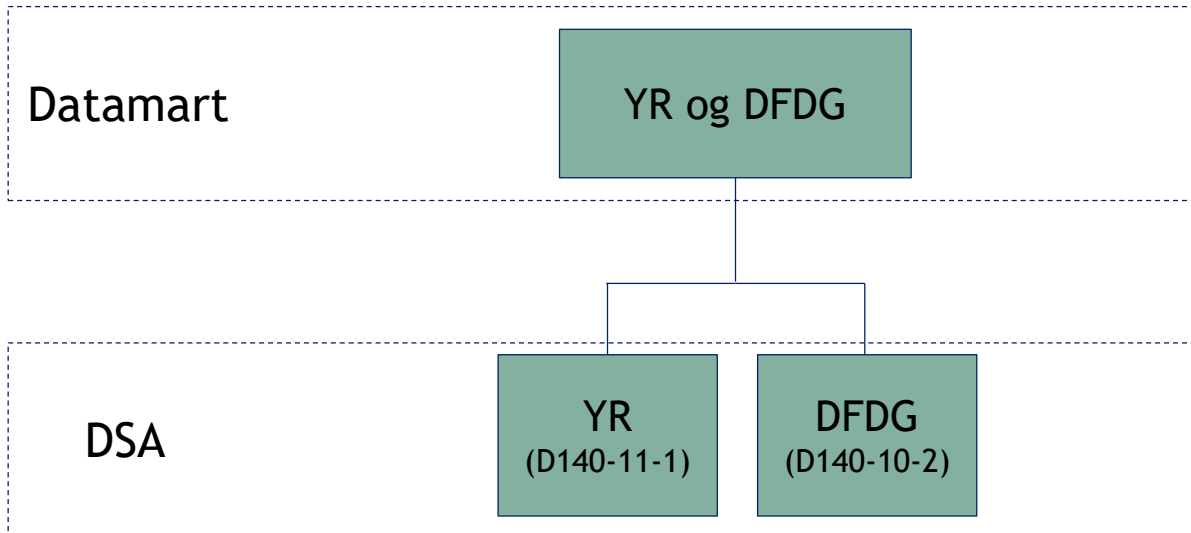 Datamart
YR og DFDG
DSA
YR
(D140-11-1)
DFDG
(D140-10-2)